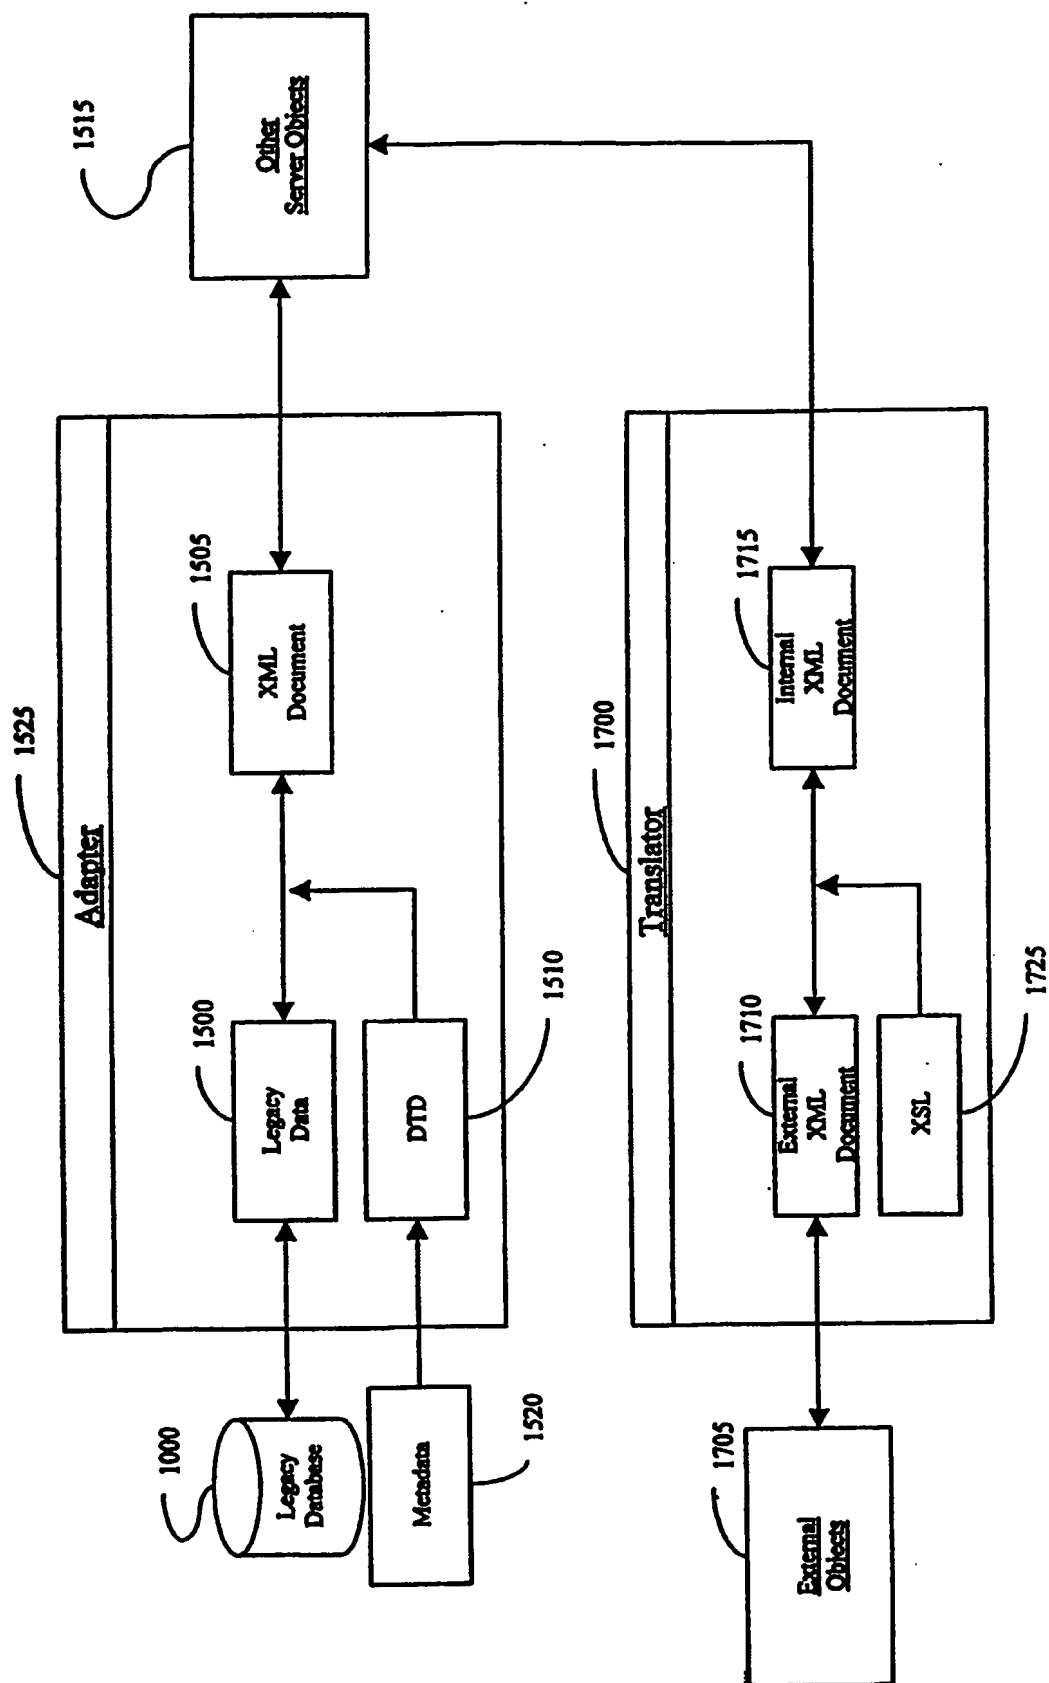 1000
Legacy
Database
Metadata
1520
1525
Adapter
1500
Legacy
Data
DTD
1510
1505
XML
Document
1515
Other
Server Objects
1705
External
Objects
1700
Translator
1710
External
XML
Document
XSL
1725
1715
Internal
XML
Document